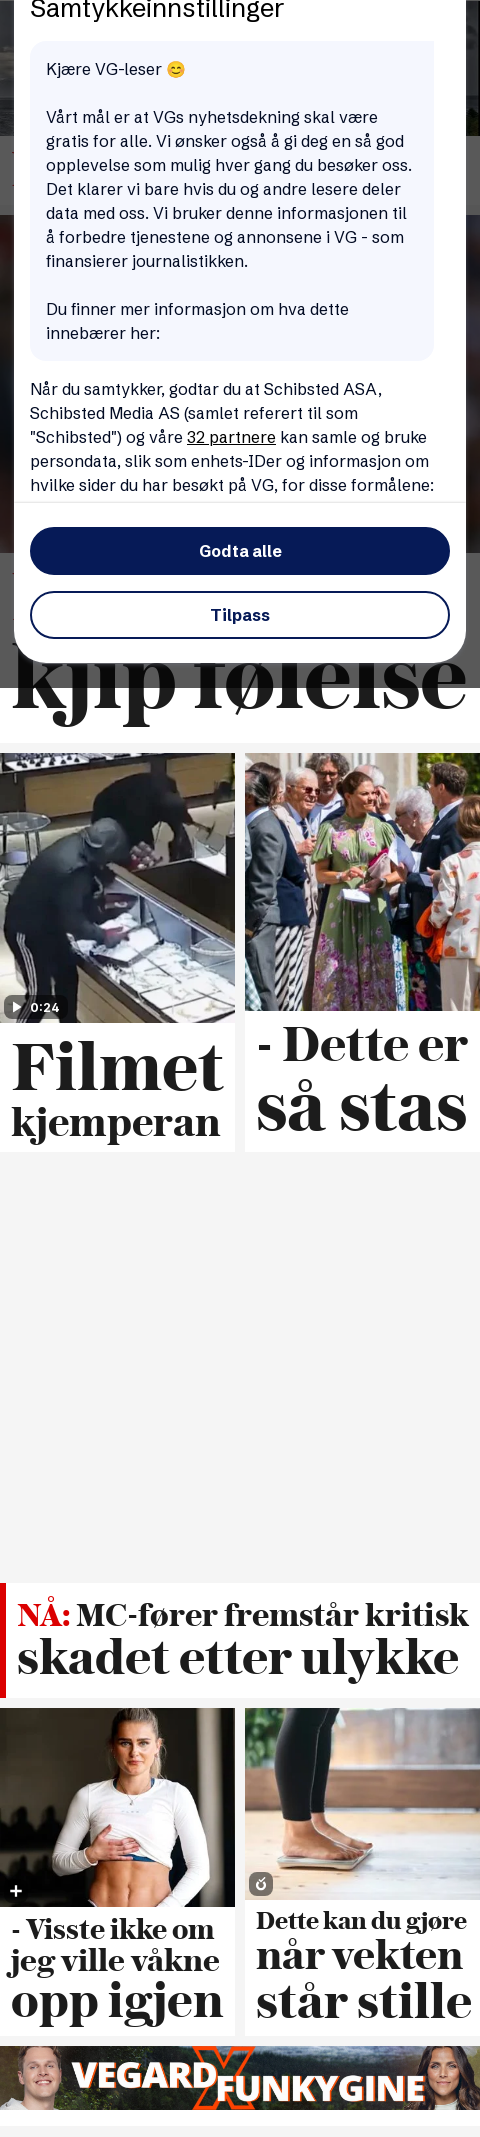 Samtykkeinnstillinger
Kjære VG-leser 😊
Vårt mål er at VGs nyhetsdekning skal være
gratis for alle. Vi ønsker også å gi deg en så god
opplevelse som mulig hver gang du besøker oss.
Det klarer vi bare hvis du og andre lesere deler
data med oss. Vi bruker denne informasjonen til
å forbedre tjenestene og annonsene i VG - som
finansierer journalistikken.
Du finner mer informasjon om hva dette
innebærer her:
Når du samtykker, godtar du at Schibsted ASA,
Schibsted Media AS (samlet referert til som
"Schibsted") og våre 32 partnere kan samle og bruke
persondata, slik som enhets-IDer og informasjon om
hvilke sider du har besøkt på VG, for disse formålene:
Godta alle
Tilpass
kjip følelse
0:24
Filmet
kjemperan
- Dette er
så stas
NÅ: MC-fører fremstår kritisk
skadet etter ulykke
- Visste ikke om
jeg ville våkne
opp igjen
Dette kan du gjøre
når vekten
står stille
VEGARD X FUNKYGINE